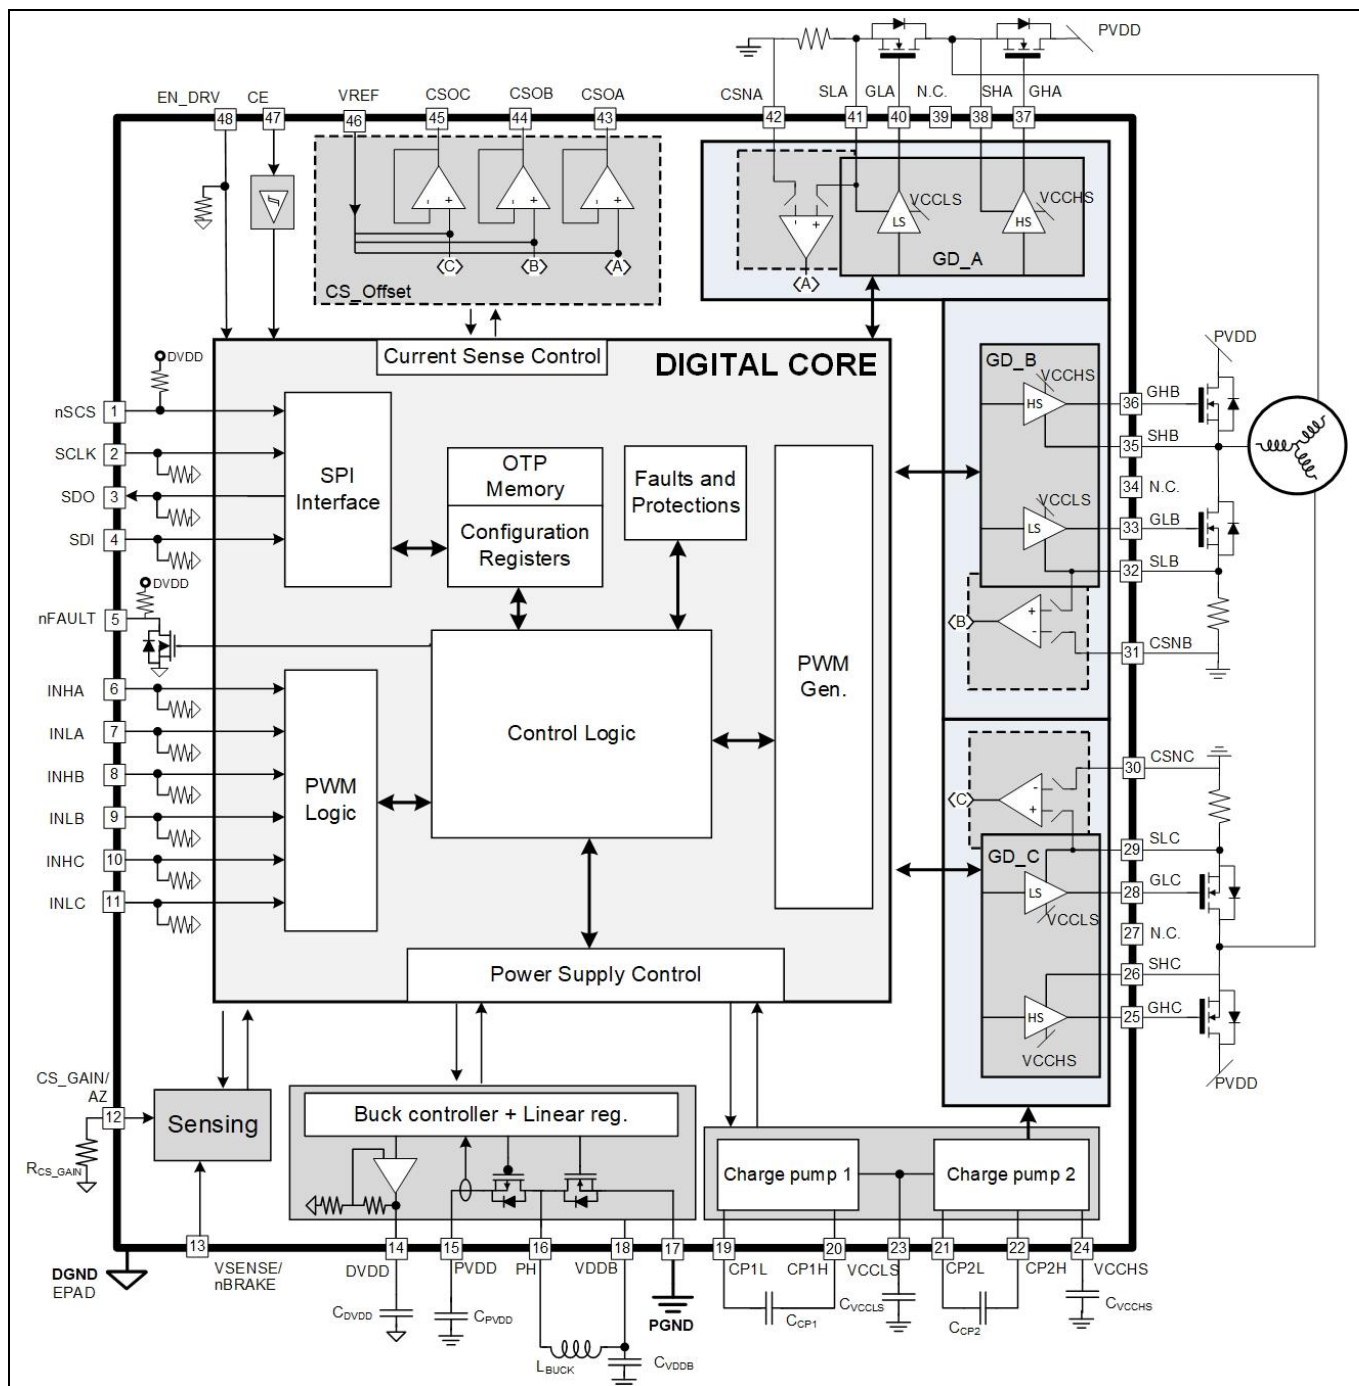 PVDD
EN_DRV CE VREF CSOC CSOB CSOA CSNA SLA GLA N.C. SHA GHA
48 47 46 45 44 43 42 41 40 39 38 37
- + - + - +
⟨C⟩ ⟨B⟩ ⟨A⟩
CS_Offset
- +
⟨A⟩
VCCLS VCCHS
LS HS
GD_A
Current Sense Control
DIGITAL CORE
DVDD
nSCS 1
SCLK 2
SDO 3
SDI 4
SPI
Interface
OTP
Memory
Configuration
Registers
Faults and
Protections
DVDD
nFAULT 5
INHA 6
INLA 7
INHB 8
INLB 9
INHC 10
INLC 11
PWM
Logic
Control Logic
PWM
Gen.
Power Supply Control
GD_B
VCCHS
HS
VCCLS
LS
⟨B⟩
+
-
PVDD
36 GHB
35 SHB
34 N.C.
33 GLB
32 SLB
31 CSNB
⟨C⟩
-
+
GD_C
LS
VCCLS
HS
VCCHS
30 CSNC
29 SLC
28 GLC
27 N.C.
26 SHC
25 GHC
PVDD
CS_GAIN/
AZ
12
RCS_GAIN
Sensing
Buck controller + Linear reg.
Charge pump 1 Charge pump 2
13 14 15 16 18 17 19 20 23 21 22 24
DGND
EPAD
VSENSE/
nBRAKE
DVDD PVDD PH VDDB CP1L CP1H VCCLS CP2L CP2H VCCHS
CDVDD CPVDD PGND CCP1 CVCCLS CCP2 CVCCHS
LBUCK CVDDB